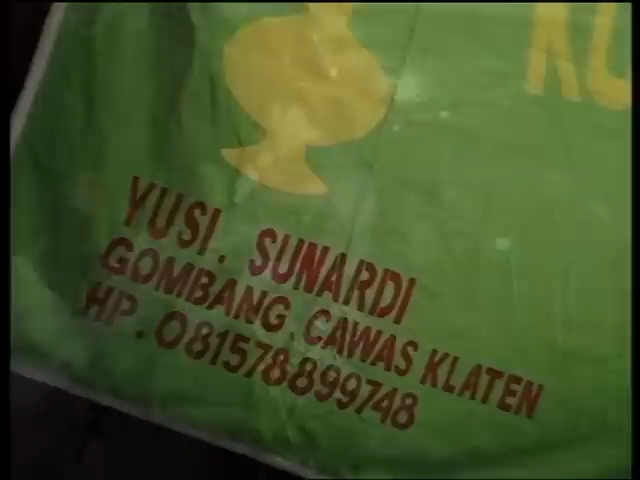 YUSI. SUNARDI
GOMBANG, CAWAS KLATEN
HP. 081578899748